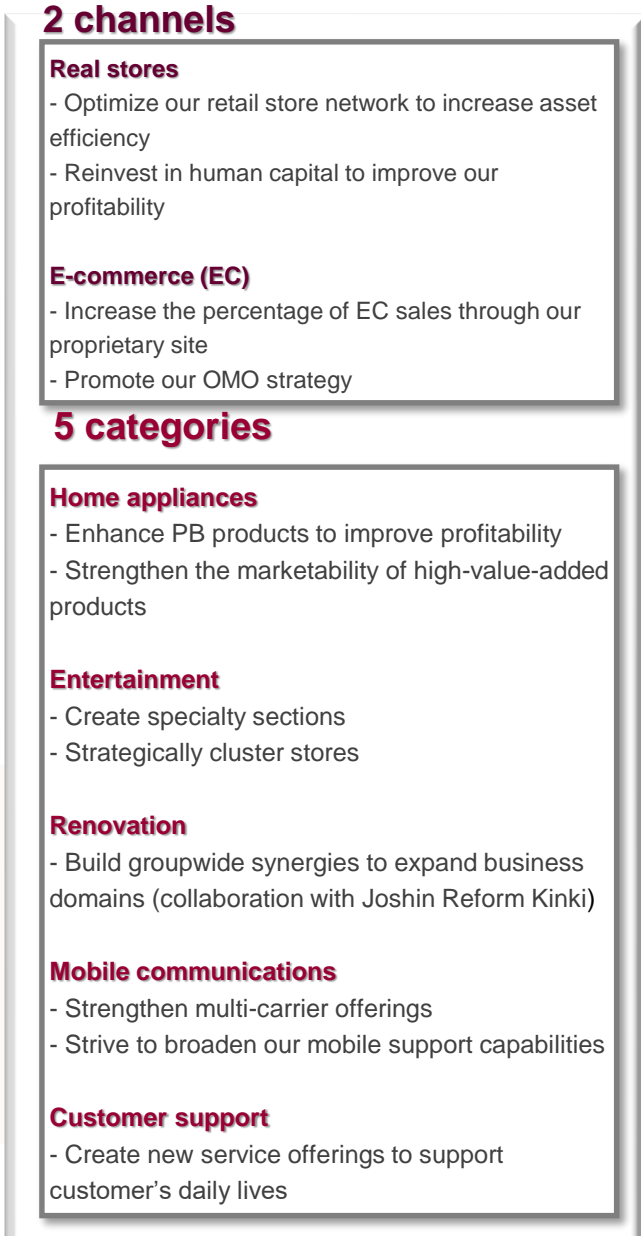 2 channels
Real stores
- Optimize our retail store network to increase asset
efficiency
- Reinvest in human capital to improve our
profitability
E-commerce (EC)
- Increase the percentage of EC sales through our
proprietary site
- Promote our OMO strategy
5 categories
Home appliances
- Enhance PB products to improve profitability
- Strengthen the marketability of high-value-added
products
Entertainment
- Create specialty sections
- Strategically cluster stores
Renovation
- Build groupwide synergies to expand business
domains (collaboration with Joshin Reform Kinki)
Mobile communications
- Strengthen multi-carrier offerings
- Strive to broaden our mobile support capabilities
Customer support
- Create new service offerings to support
customer’s daily lives